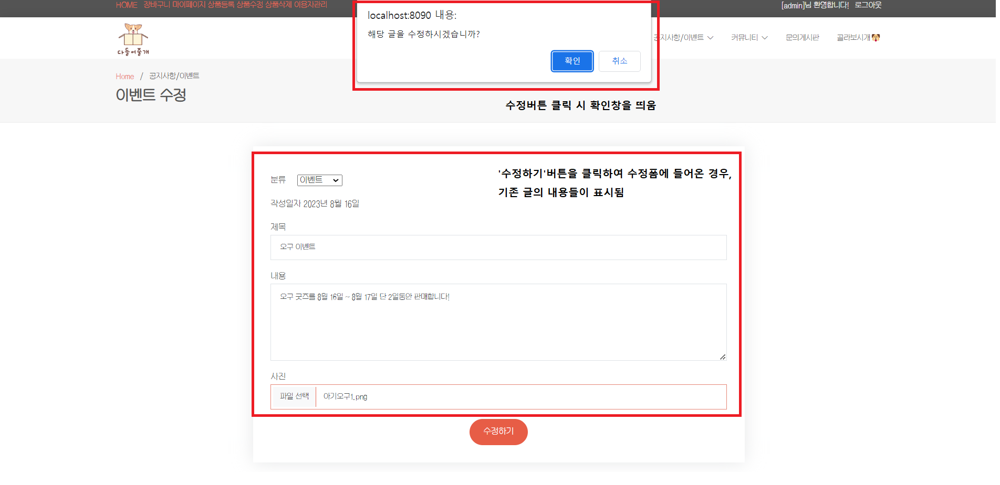 HOME 장바구니 마이페이지 상품등록 상품수정 상품삭제 이용자관리
[admin]님 환영합니다! 로그아웃
다들어줄개
localhost:8090 내용:
해당 글을 수정하시겠습니까?
확인 취소
공지사항/이벤트 커뮤니티 문의게시판 골라보시개
Home / 공지사항/이벤트
이벤트 수정
수정버튼 클릭 시 확인창을 띄움
'수정하기'버튼을 클릭하여 수정폼에 들어온 경우,
기존 글의 내용들이 표시됨
분류 이벤트
작성일자 2023년 8월 16일
제목
오구 이벤트
내용
오구 굿즈를 8월 16일 ~ 8월 17일 단 2일동안 판매합니다!
사진
파일 선택 아기오구1.png
수정하기